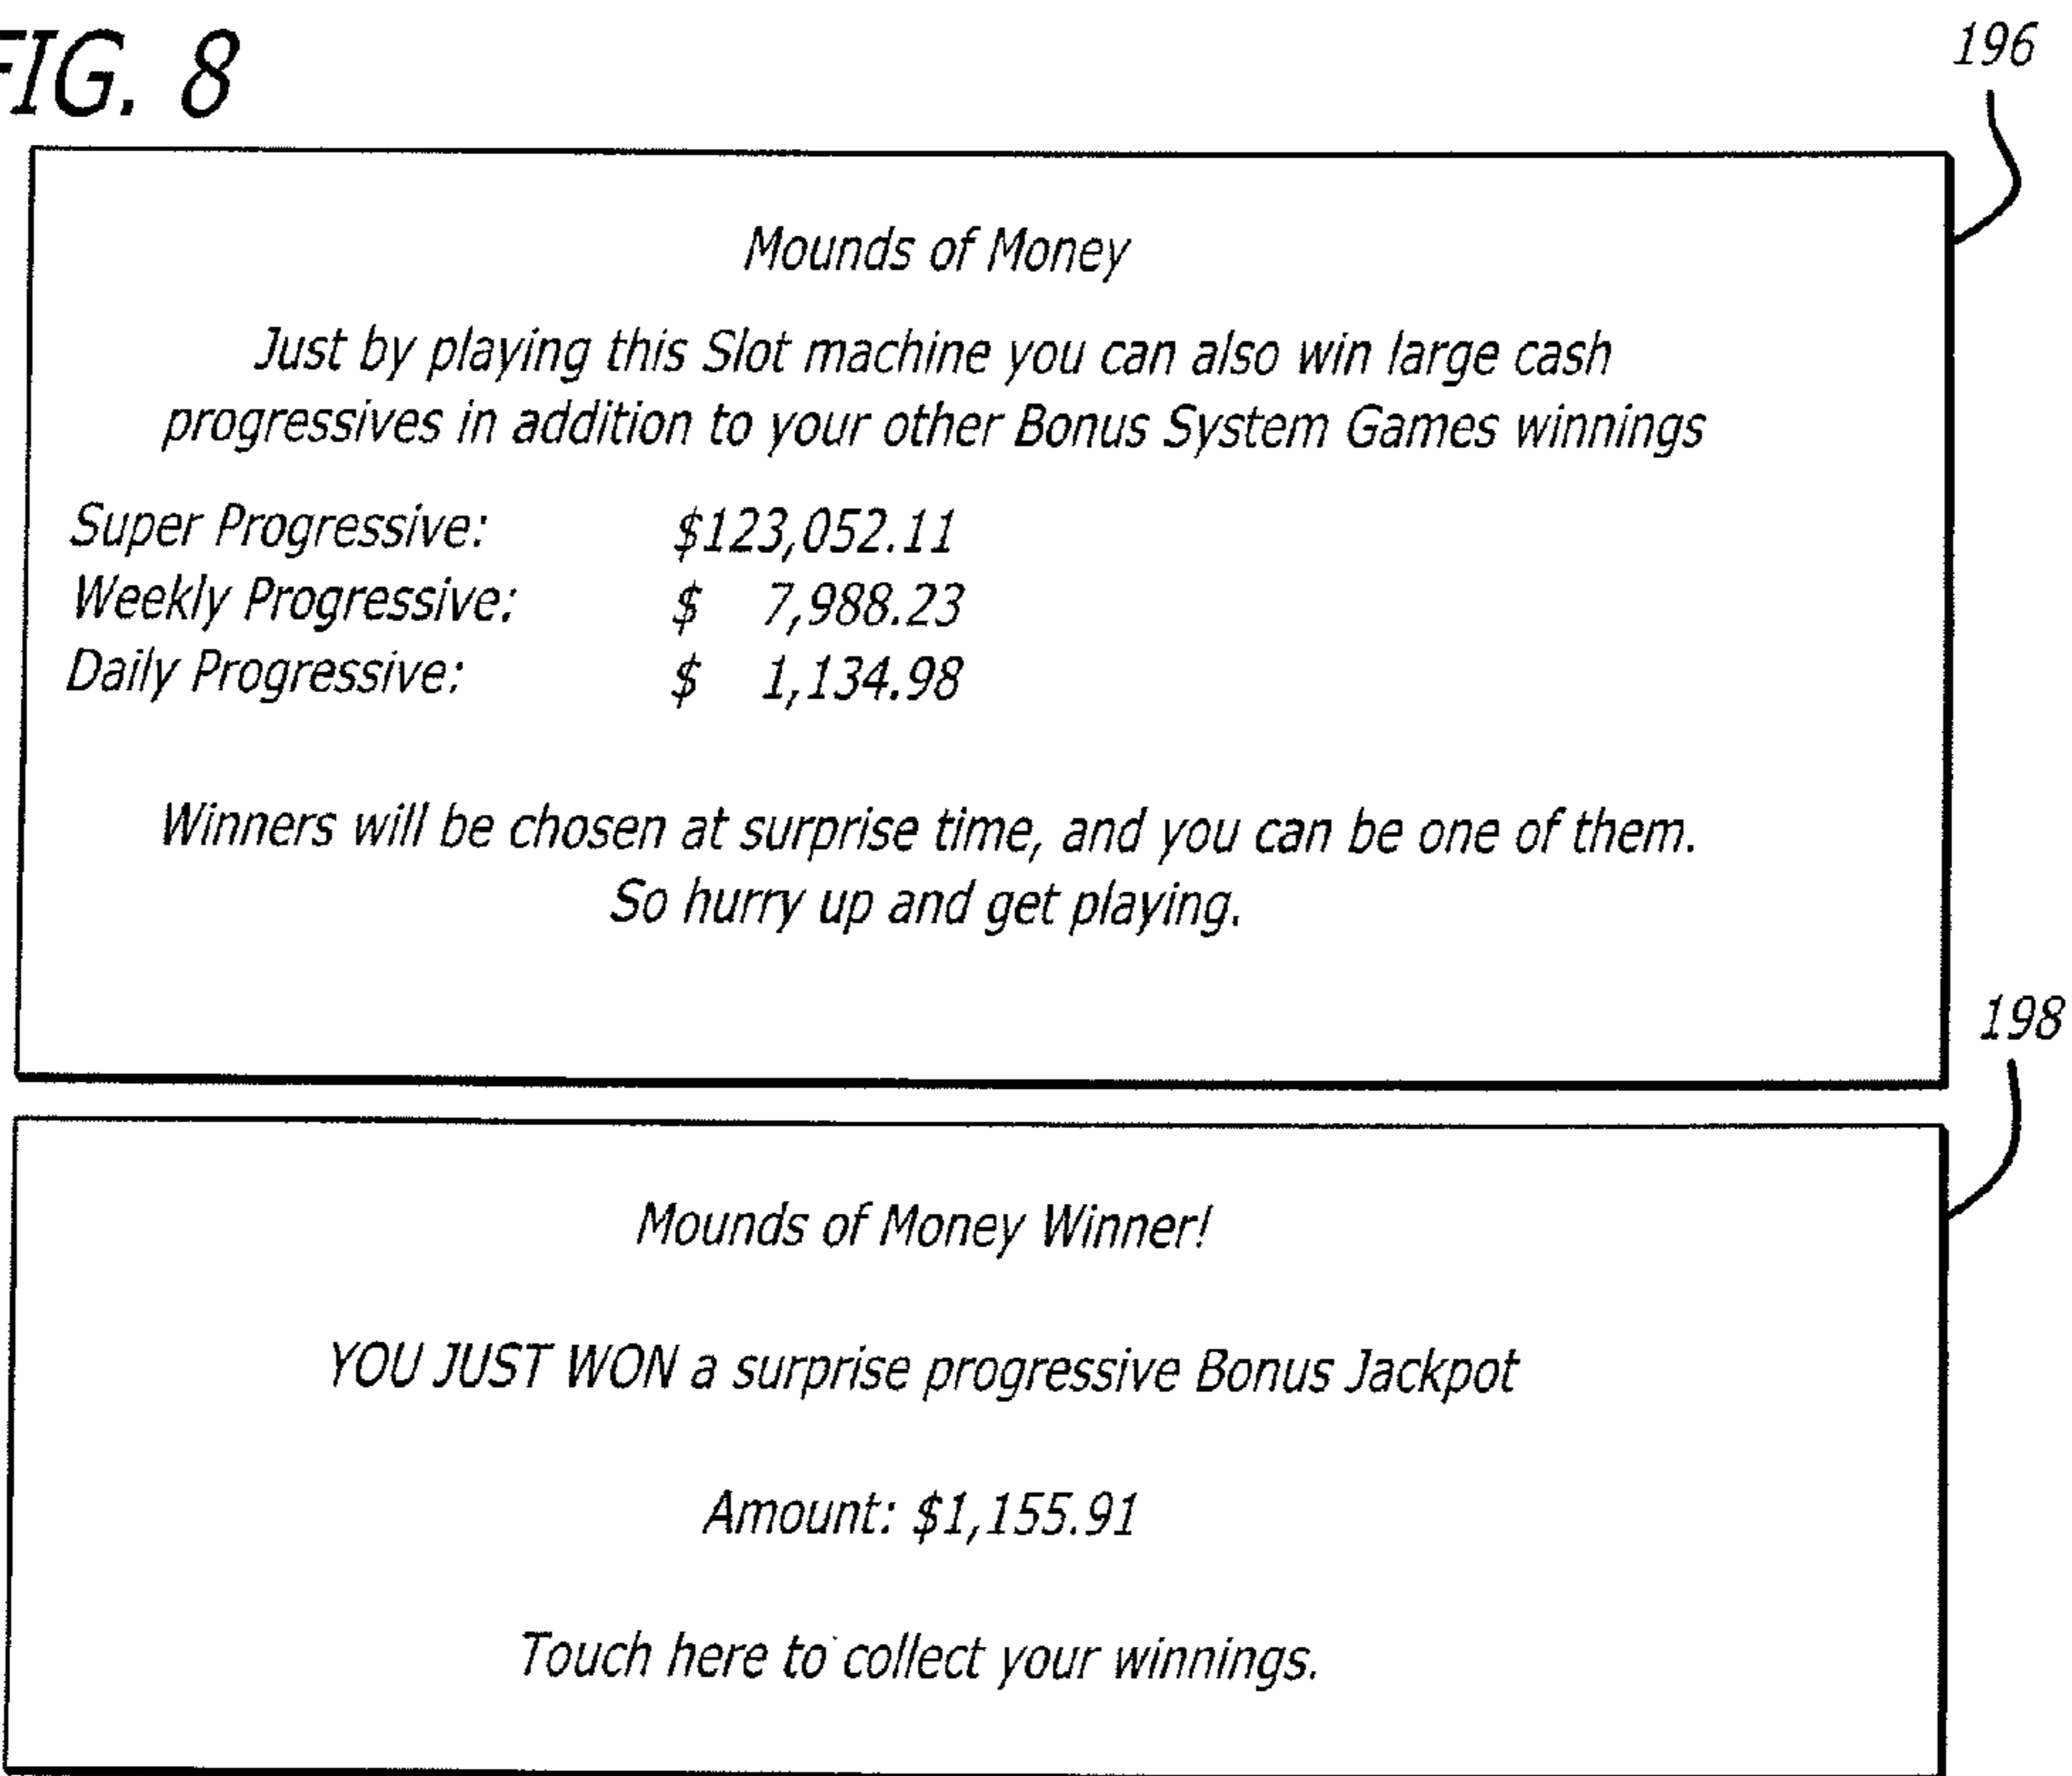 FIG. 8
196
Mounds of Money
Just by playing this Slot machine you can also win large cash
progressives in addition to your other Bonus System Games winnings
Super Progressive: $123,052.11
Weekly Progressive: $ 7,988.23
Daily Progressive: $ 1,134.98
Winners will be chosen at surprise time, and you can be one of them.
So hurry up and get playing.
198
Mounds of Money Winner!
YOU JUST WON a surprise progressive Bonus Jackpot
Amount: $1,155.91
Touch here to collect your winnings.